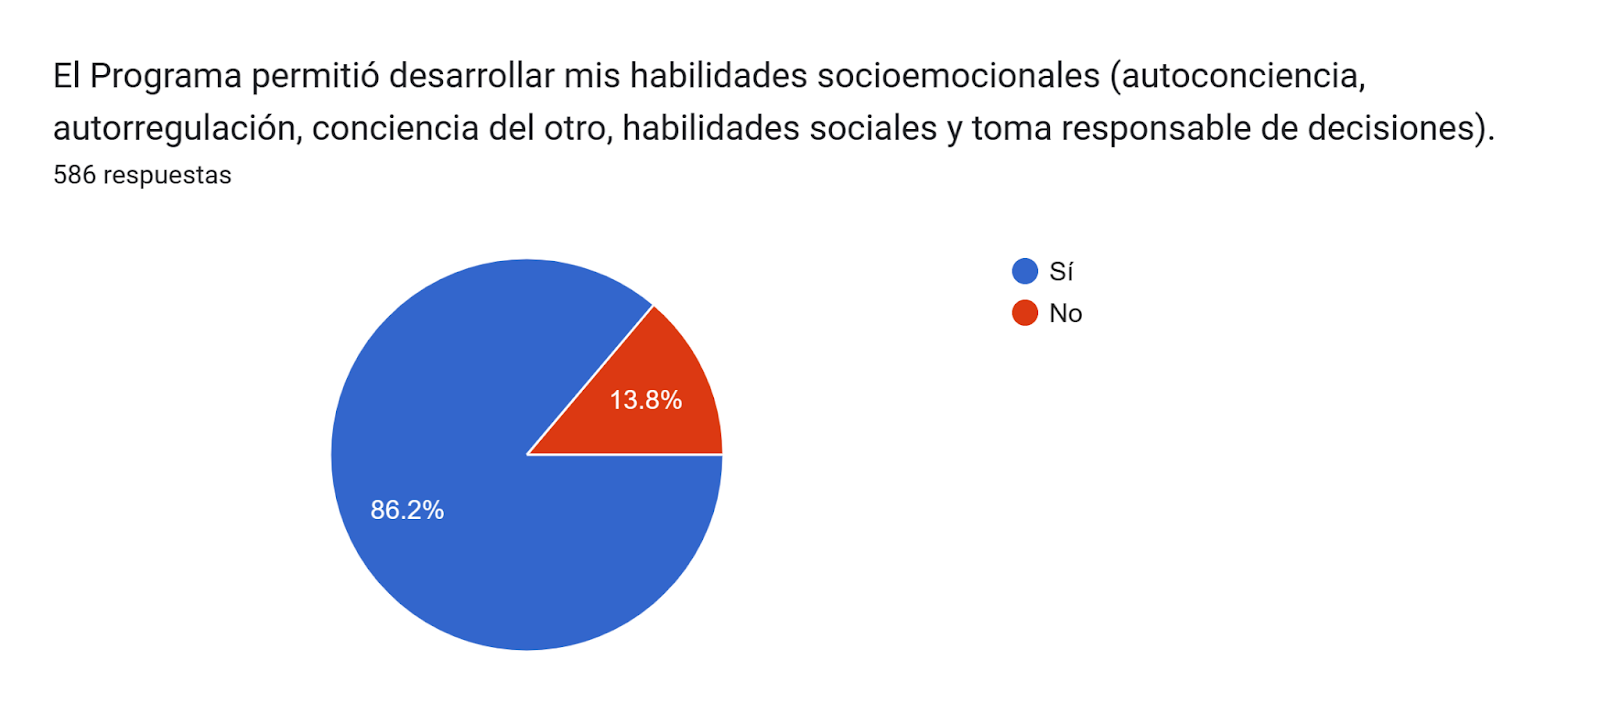 El Programa permitió desarrollar mis habilidades socioemocionales (autoconciencia,
autorregulación, conciencia del otro, habilidades sociales y toma responsable de decisiones).
586 respuestas
Sí
No
13.8%
86.2%